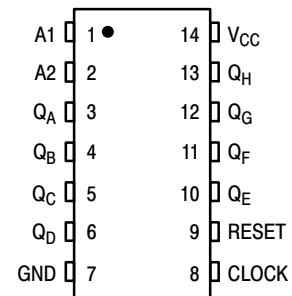 A1 1 14 VCC
A2 2 13 QH
QA 3 12 QG
QB 4 11 QF
QC 5 10 QE
QD 6 9 RESET
GND 7 8 CLOCK